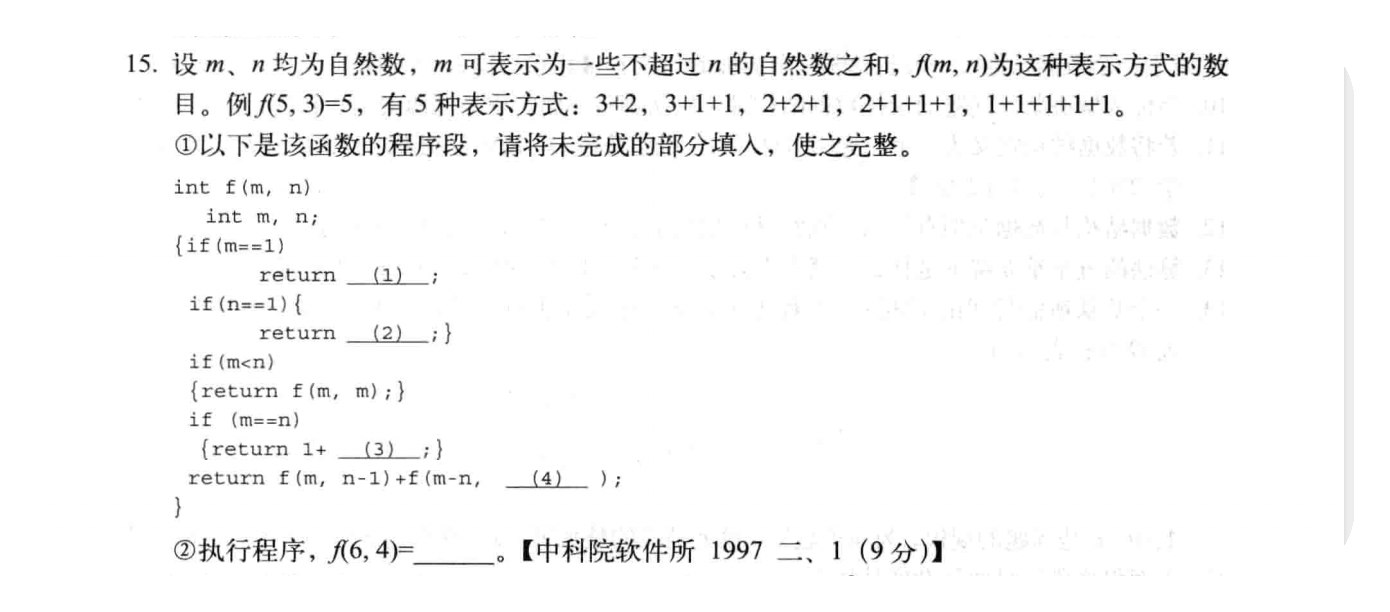 15. 设 m、n 均为自然数，m 可表示为一些不超过 n 的自然数之和，f(m, n)为这种表示方式的数
目。例 f(5, 3)=5，有 5 种表示方式：3+2，3+1+1，2+2+1，2+1+1+1，1+1+1+1+1。
①以下是该函数的程序段，请将未完成的部分填入，使之完整。
int f(m, n)
int m, n;
{if(m==1)
return __(1)__;
if(n==1){
return __(2)__;}
if(m<n)
{return f(m, m);}
if (m==n)
{return 1+ __(3)__;}
return f(m, n-1)+f(m-n, __(4)__ );
}
②执行程序，f(6, 4)=______。【中科院软件所 1997 二、1（9 分）】